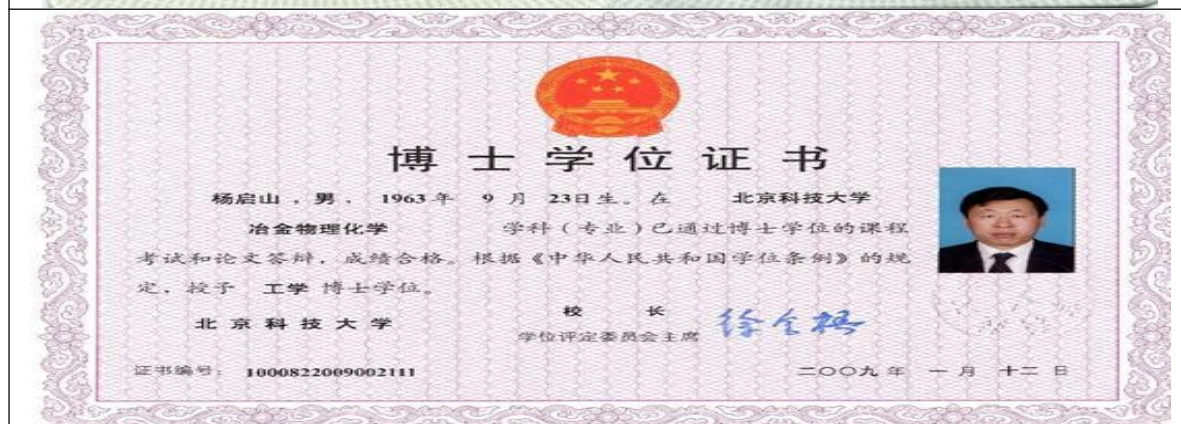 博士学位证书
杨启山，男，1963年 9月 23日生。在 北京科技大学
冶金物理化学 学科（专业）已通过博士学位的课程
考试和论文答辩，成绩合格。根据《中华人民共和国学位条例》的规
定，授予 工学 博士学位。
北京科技大学
校 长
学位评定委员会主席
徐金梧
证书编号：1000822009002111
二〇〇九年 一月 十二日